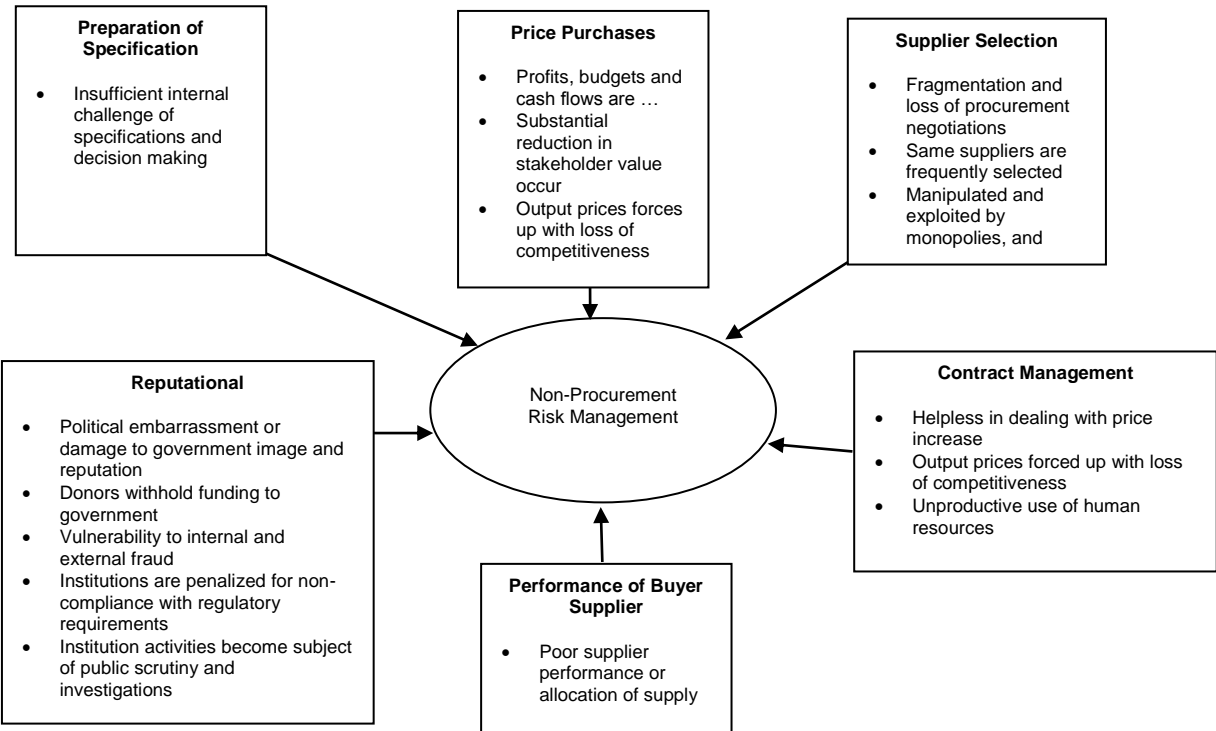 Preparation of
Specification
• Insufficient internal
challenge of
specifications and
decision making
Price Purchases
• Profits, budgets and
cash flows are …
• Substantial
reduction in
stakeholder value
occur
• Output prices forces
up with loss of
competitiveness
Supplier Selection
• Fragmentation and
loss of procurement
negotiations
• Same suppliers are
frequently selected
• Manipulated and
exploited by
monopolies, and
Non-Procurement
Risk Management
Reputational
• Political embarrassment or
damage to government image and
reputation
• Donors withhold funding to
government
• Vulnerability to internal and
external fraud
• Institutions are penalized for non-
compliance with regulatory
requirements
• Institution activities become subject
of public scrutiny and
investigations
Contract Management
• Helpless in dealing with price
increase
• Output prices forced up with loss
of competitiveness
• Unproductive use of human
resources
Performance of Buyer
Supplier
• Poor supplier
performance or
allocation of supply